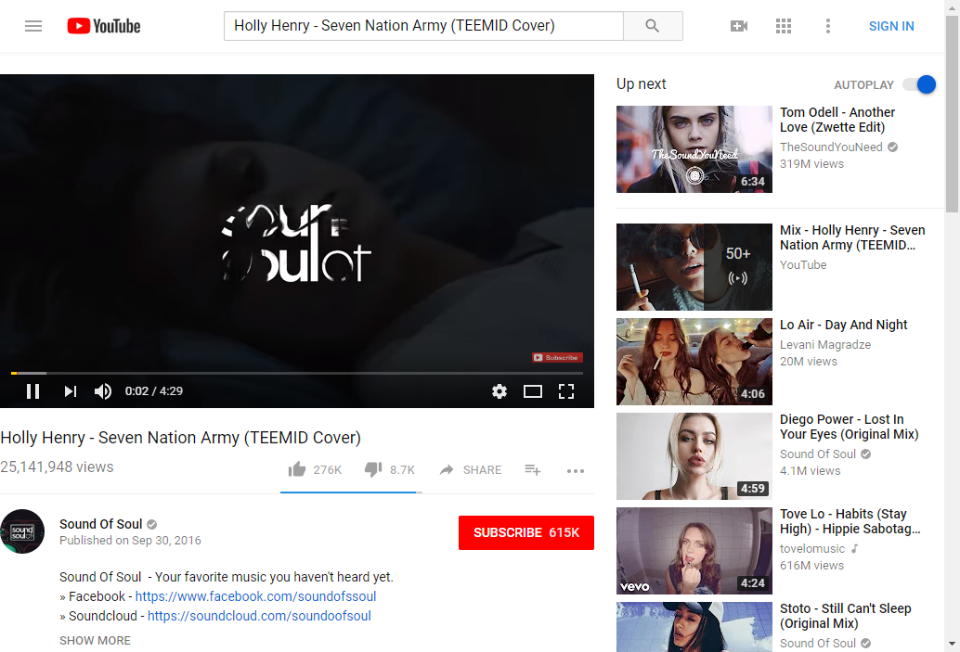 YouTube
Holly Henry - Seven Nation Army (TEEMID Cover)
SIGN IN
Up next
AUTOPLAY
Tom Odell - Another
Love (Zwette Edit)
TheSoundYouNeed
319M views
TheSoundYouNeed
6:34
Mix - Holly Henry - Seven
Nation Army (TEEMID…
YouTube
50+
Lo Air - Day And Night
Levani Magradze
20M views
4:06
Diego Power - Lost In
Your Eyes (Original Mix)
Sound Of Soul
4.1M views
4:59
Tove Lo - Habits (Stay
High) - Hippie Sabotag…
tovelomusic
616M views
vevo
4:24
Stoto - Still Can't Sleep
(Original Mix)
Sound Of Soul
Subscribe
0:02 / 4:29
Holly Henry - Seven Nation Army (TEEMID Cover)
25,141,948 views
276K
8.7K
SHARE
sound
soulof
Sound Of Soul
Published on Sep 30, 2016
SUBSCRIBE 615K
Sound Of Soul - Your favorite music you haven't heard yet.
» Facebook - https://www.facebook.com/soundofssoul
» Soundcloud - https://soundcloud.com/soundoofsoul
SHOW MORE